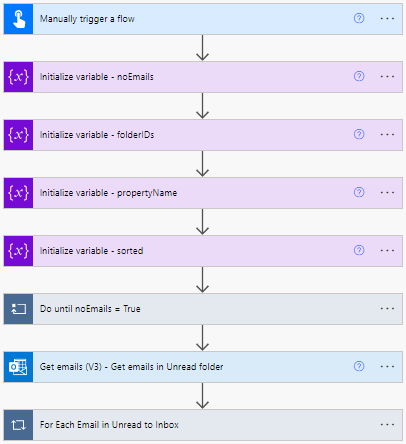 Manually trigger a flow
{x} Initialize variable - noEmails
{x} Initialize variable - folderIDs
{x} Initialize variable - propertyName
{x} Initialize variable - sorted
Do until noEmails = True
Get emails (V3) - Get emails in Unread folder
For Each Email in Unread to Inbox